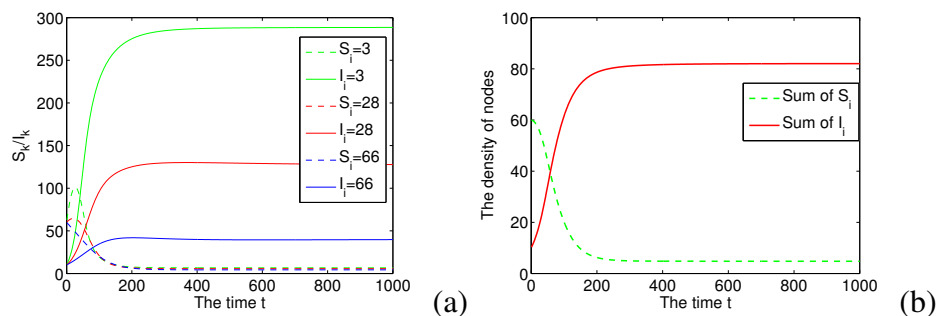 300
250
200
150
100
50
0
S_k/I_k
0 200 400 600 800 1000
The time t
S_i=3
I_i=3
S_i=28
I_i=28
S_i=66
I_i=66
(a)
100
80
60
40
20
0
The density of nodes
0 200 400 600 800 1000
The time t
Sum of S_i
Sum of I_i
(b)